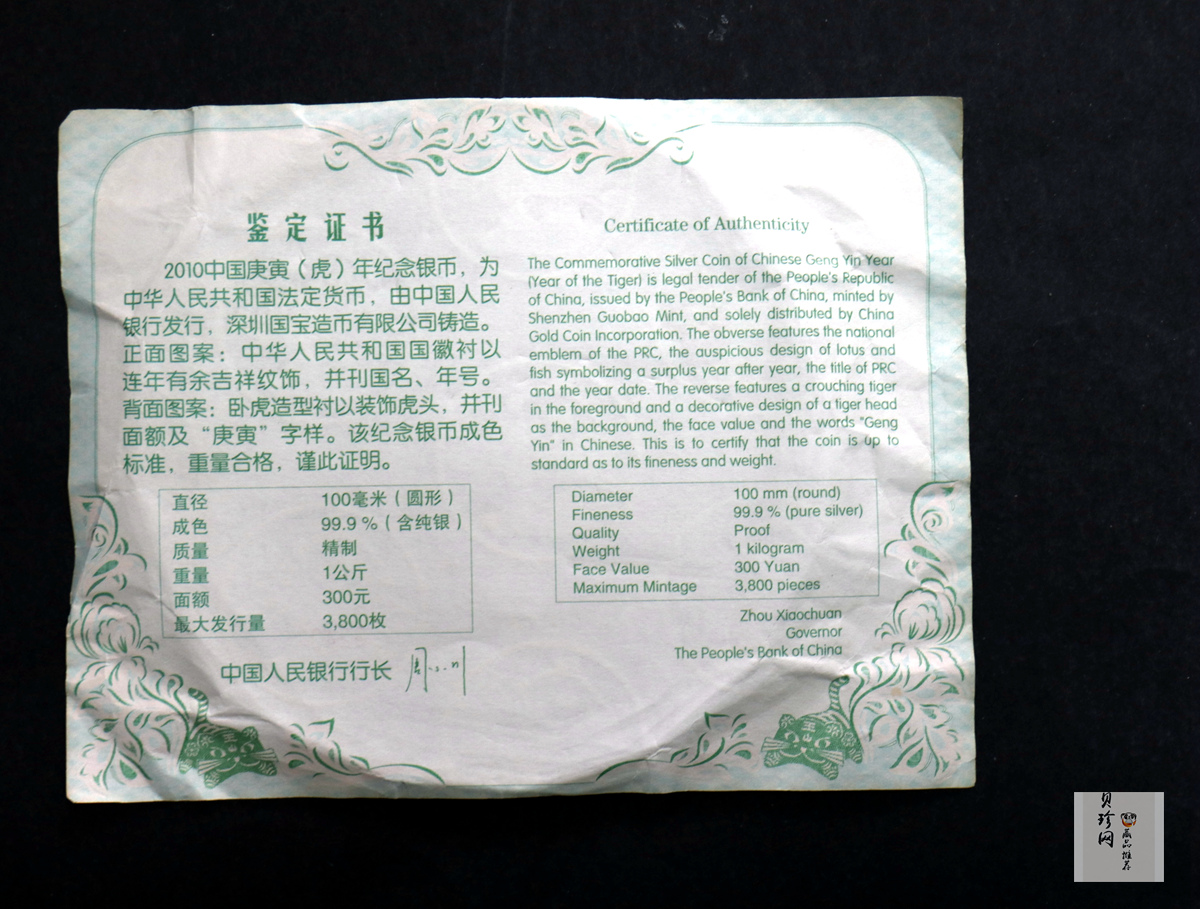 鉴定证书
2010中国庚寅（虎）年纪念银币，为
中华人民共和国法定货币，由中国人民
银行发行，深圳国宝造币有限公司铸造。
正面图案：中华人民共和国国徽衬以
连年有余吉祥纹饰，并刊国名、年号。
背面图案：卧虎造型衬以装饰虎头，并刊
面额及“庚寅”字样。该纪念银币成色
标准，重量合格，谨此证明。
直径 100毫米（圆形）
成色 99.9％（含纯银）
质量 精制
重量 1公斤
面额 300元
最大发行量 3,800枚
中国人民银行行长
Certificate of Authenticity
The Commemorative Silver Coin of Chinese Geng Yin Year
(Year of the Tiger) is legal tender of the People's Republic
of China, issued by the People's Bank of China, minted by
Shenzhen Guobao Mint, and solely distributed by China
Gold Coin Incorporation. The obverse features the national
emblem of the PRC, the auspicious design of lotus and
fish symbolizing a surplus year after year, the title of PRC
and the year date. The reverse features a crouching tiger
in the foreground and a decorative design of a tiger head
as the background, the face value and the words "Geng
Yin" in Chinese. This is to certify that the coin is up to
standard as to its fineness and weight.
Diameter 100 mm (round)
Fineness 99.9 % (pure silver)
Quality Proof
Weight 1 kilogram
Face Value 300 Yuan
Maximum Mintage 3,800 pieces
Zhou Xiaochuan
Governor
The People's Bank of China
贝珍网
藏品推荐